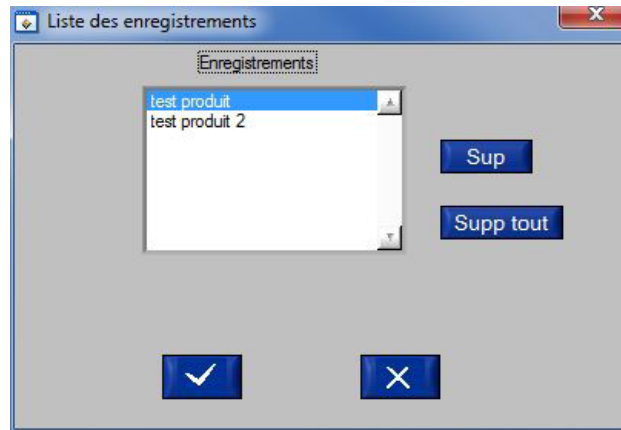 Liste des enregistrements
Enregistrements
test produit
test produit 2
Sup
Supp tout